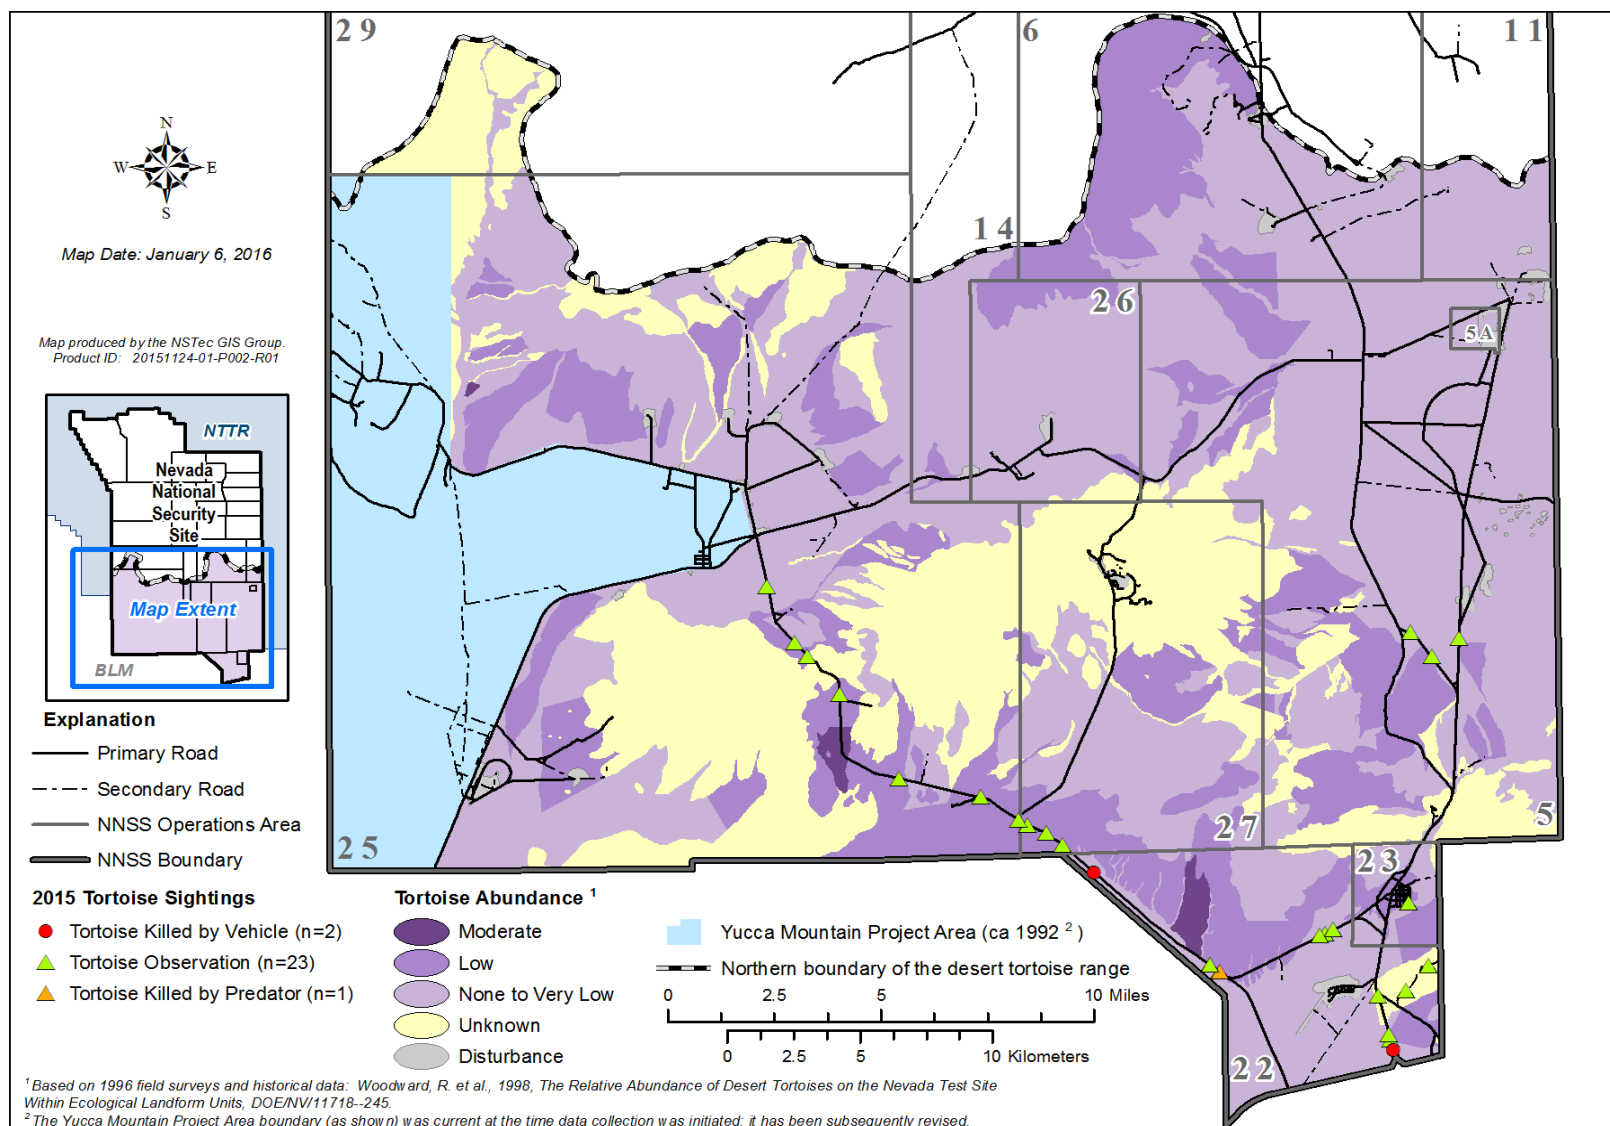 29
6
11
N
W
E
S
14
Map Date: January 6, 2016
26
5A
Map produced by the NSTec GIS Group.
Product ID: 20151124-01-P002-R01
NTTR
Nevada
National
Security
Site
Map Extent
BLM
Explanation
Primary Road
Secondary Road
NNSS Operations Area
NNSS Boundary
25
27
5
23
22
2015 Tortoise Sightings
Tortoise Killed by Vehicle (n=2)
Tortoise Observation (n=23)
Tortoise Killed by Predator (n=1)
Tortoise Abundance 1
Moderate
Low
None to Very Low
Unknown
Disturbance
Yucca Mountain Project Area (ca 1992 2 )
Northern boundary of the desert tortoise range
0 2.5 5 10 Miles
0 2.5 5 10 Kilometers
1 Based on 1996 field surveys and historical data: Woodward, R. et al., 1998, The Relative Abundance of Desert Tortoises on the Nevada Test Site
Within Ecological Landform Units, DOE/NV/11718--245.
2 The Yucca Mountain Project Area boundary (as shown) was current at the time data collection was initiated; it has been subsequently revised.